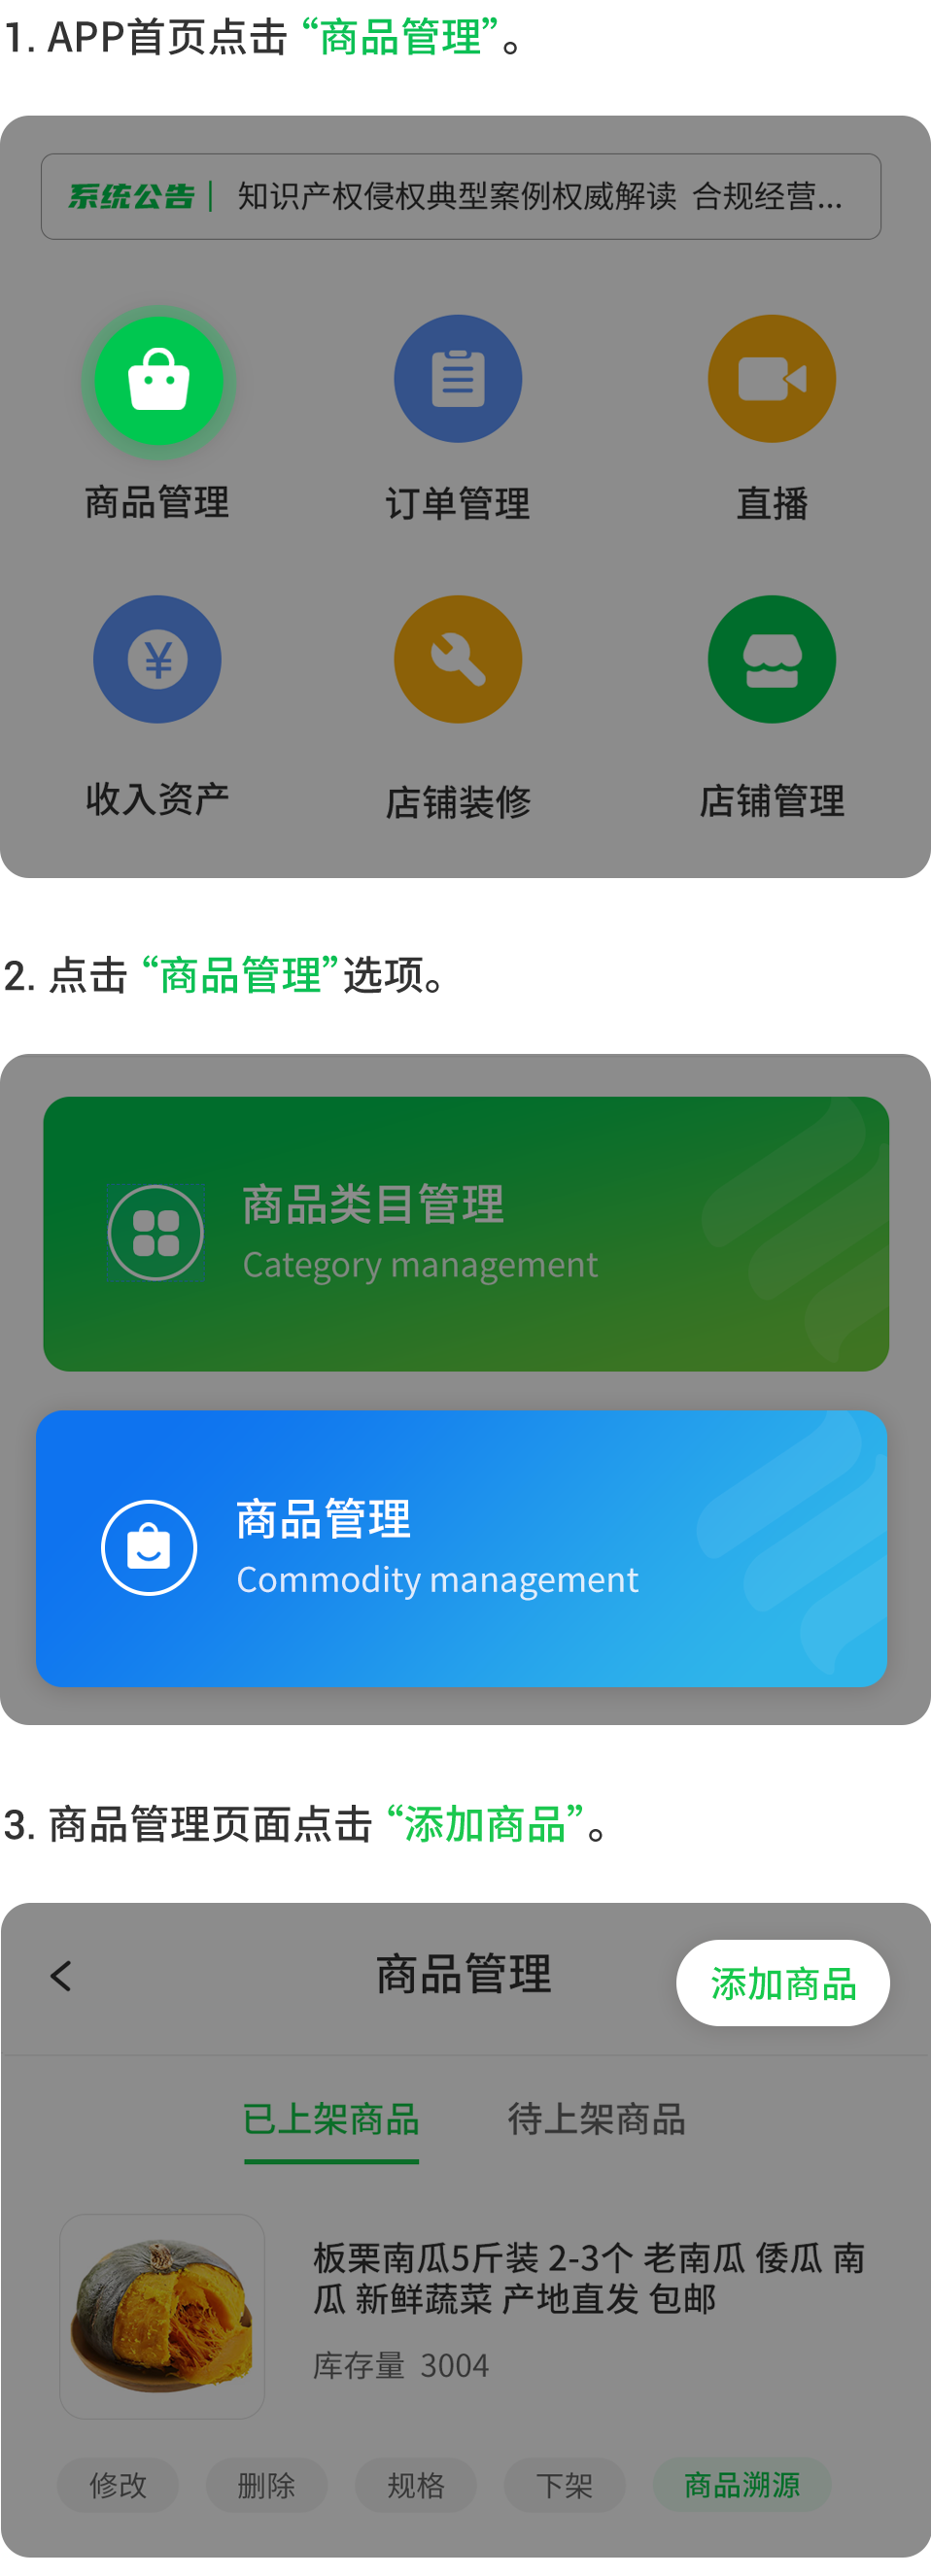 1. APP首页点击“商品管理”。
系统公告 知识产权侵权典型案例权威解读 合规经营...
商品管理 订单管理 直播
收入资产 店铺装修 店铺管理
2. 点击“商品管理”选项。
商品类目管理
Category management
商品管理
Commodity management
3. 商品管理页面点击“添加商品”。
商品管理 添加商品
已上架商品 待上架商品
板栗南瓜5斤装 2-3个 老南瓜 倭瓜 南
瓜 新鲜蔬菜 产地直发 包邮
库存量 3004
修改 删除 规格 下架 商品溯源